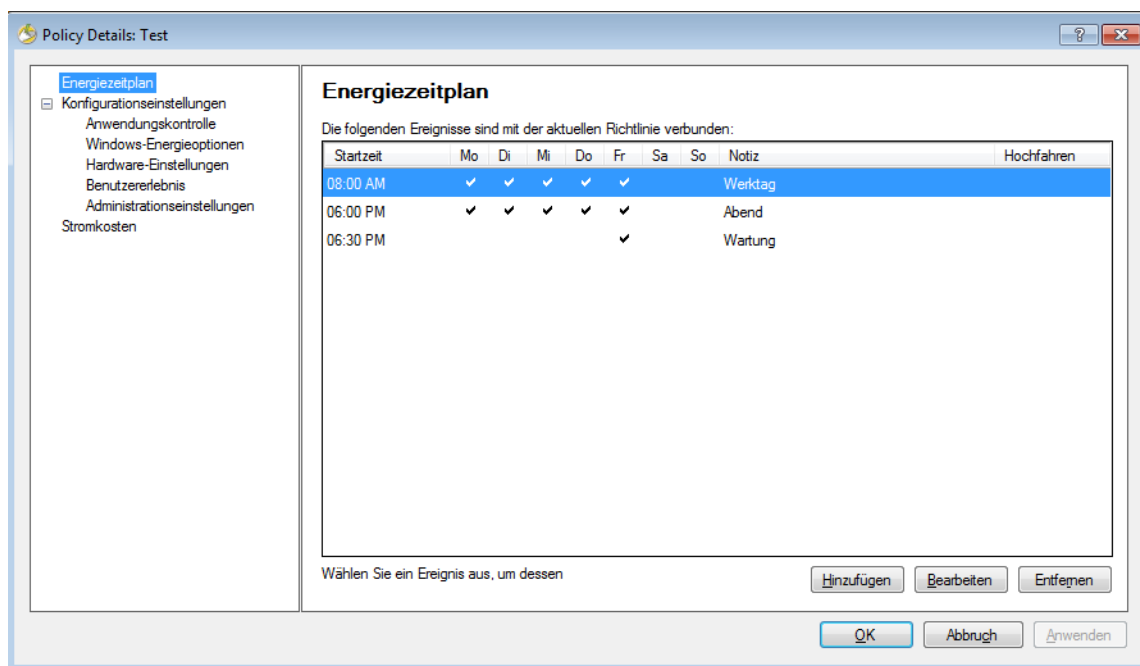 Policy Details: Test
Energiezeitplan
Konfigurationseinstellungen
Anwendungskontrolle
Windows-Energieoptionen
Hardware-Einstellungen
Benutzererlebnis
Administrationseinstellungen
Stromkosten
Energiezeitplan
Die folgenden Ereignisse sind mit der aktuellen Richtlinie verbunden:
Startzeit Mo Di Mi Do Fr Sa So Notiz Hochfahren
08:00 AM Werktag
06:00 PM Abend
06:30 PM Wartung
Wählen Sie ein Ereignis aus, um dessen
Hinzufügen Bearbeiten Entfernen
OK Abbruch Anwenden